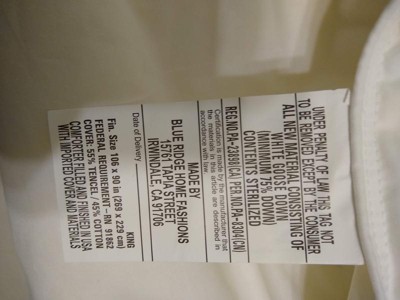 UNDER PENALTY OF LAW THIS TAG NOT
TO BE REMOVED EXCEPT BY THE CONSUMER
ALL NEW MATERIAL CONSISTING OF
WHITE GOOSE DOWN
(MINIMUM 75% DOWN)
CONTENTS STERILIZED
REG.NO.PA-23899(CA) PER.NO.PA-8304(CN)
Certification is made by the manufacturer that
the materials in this article are described in
accordance with law.
MADE BY
BLUE RIDGE HOME FASHIONS
15761 TAPIA STREET
IRWINDALE, CA 91706
Date of Delivery
KING
Fin. Size 106 x 90 in (269 x 229 cm)
FEDERAL REQUIREMENT–RN 91862
COVER: 55% TENCEL / 45% COTTON
COMFORTER FILLED AND FINISHED IN USA
WITH IMPORTED COVER AND MATERIALS